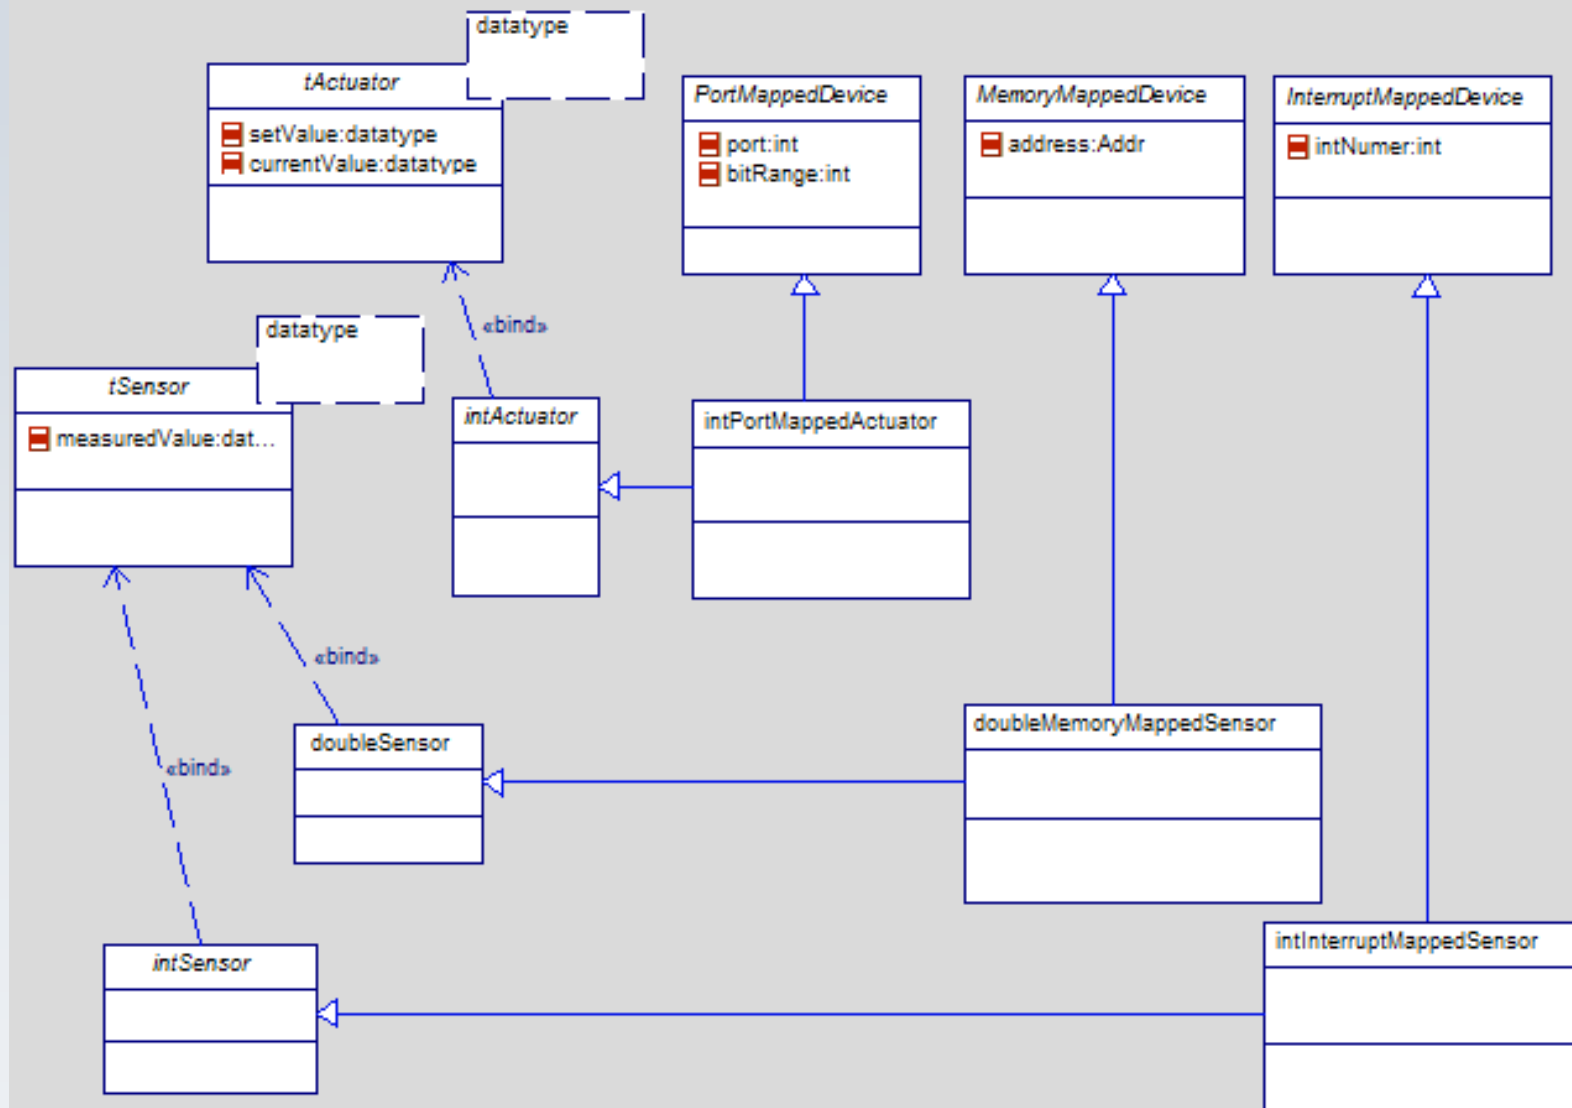 datatype
tActuator
setValue:datatype
currentValue:datatype
PortMappedDevice
port:int
bitRange:int
MemoryMappedDevice
address:Addr
InterruptMappedDevice
intNumer:int
«bind»
datatype
tSensor
measuredValue:dat...
intActuator
intPortMappedActuator
«bind»
doubleSensor
doubleMemoryMappedSensor
«bind»
intSensor
intInterruptMappedSensor